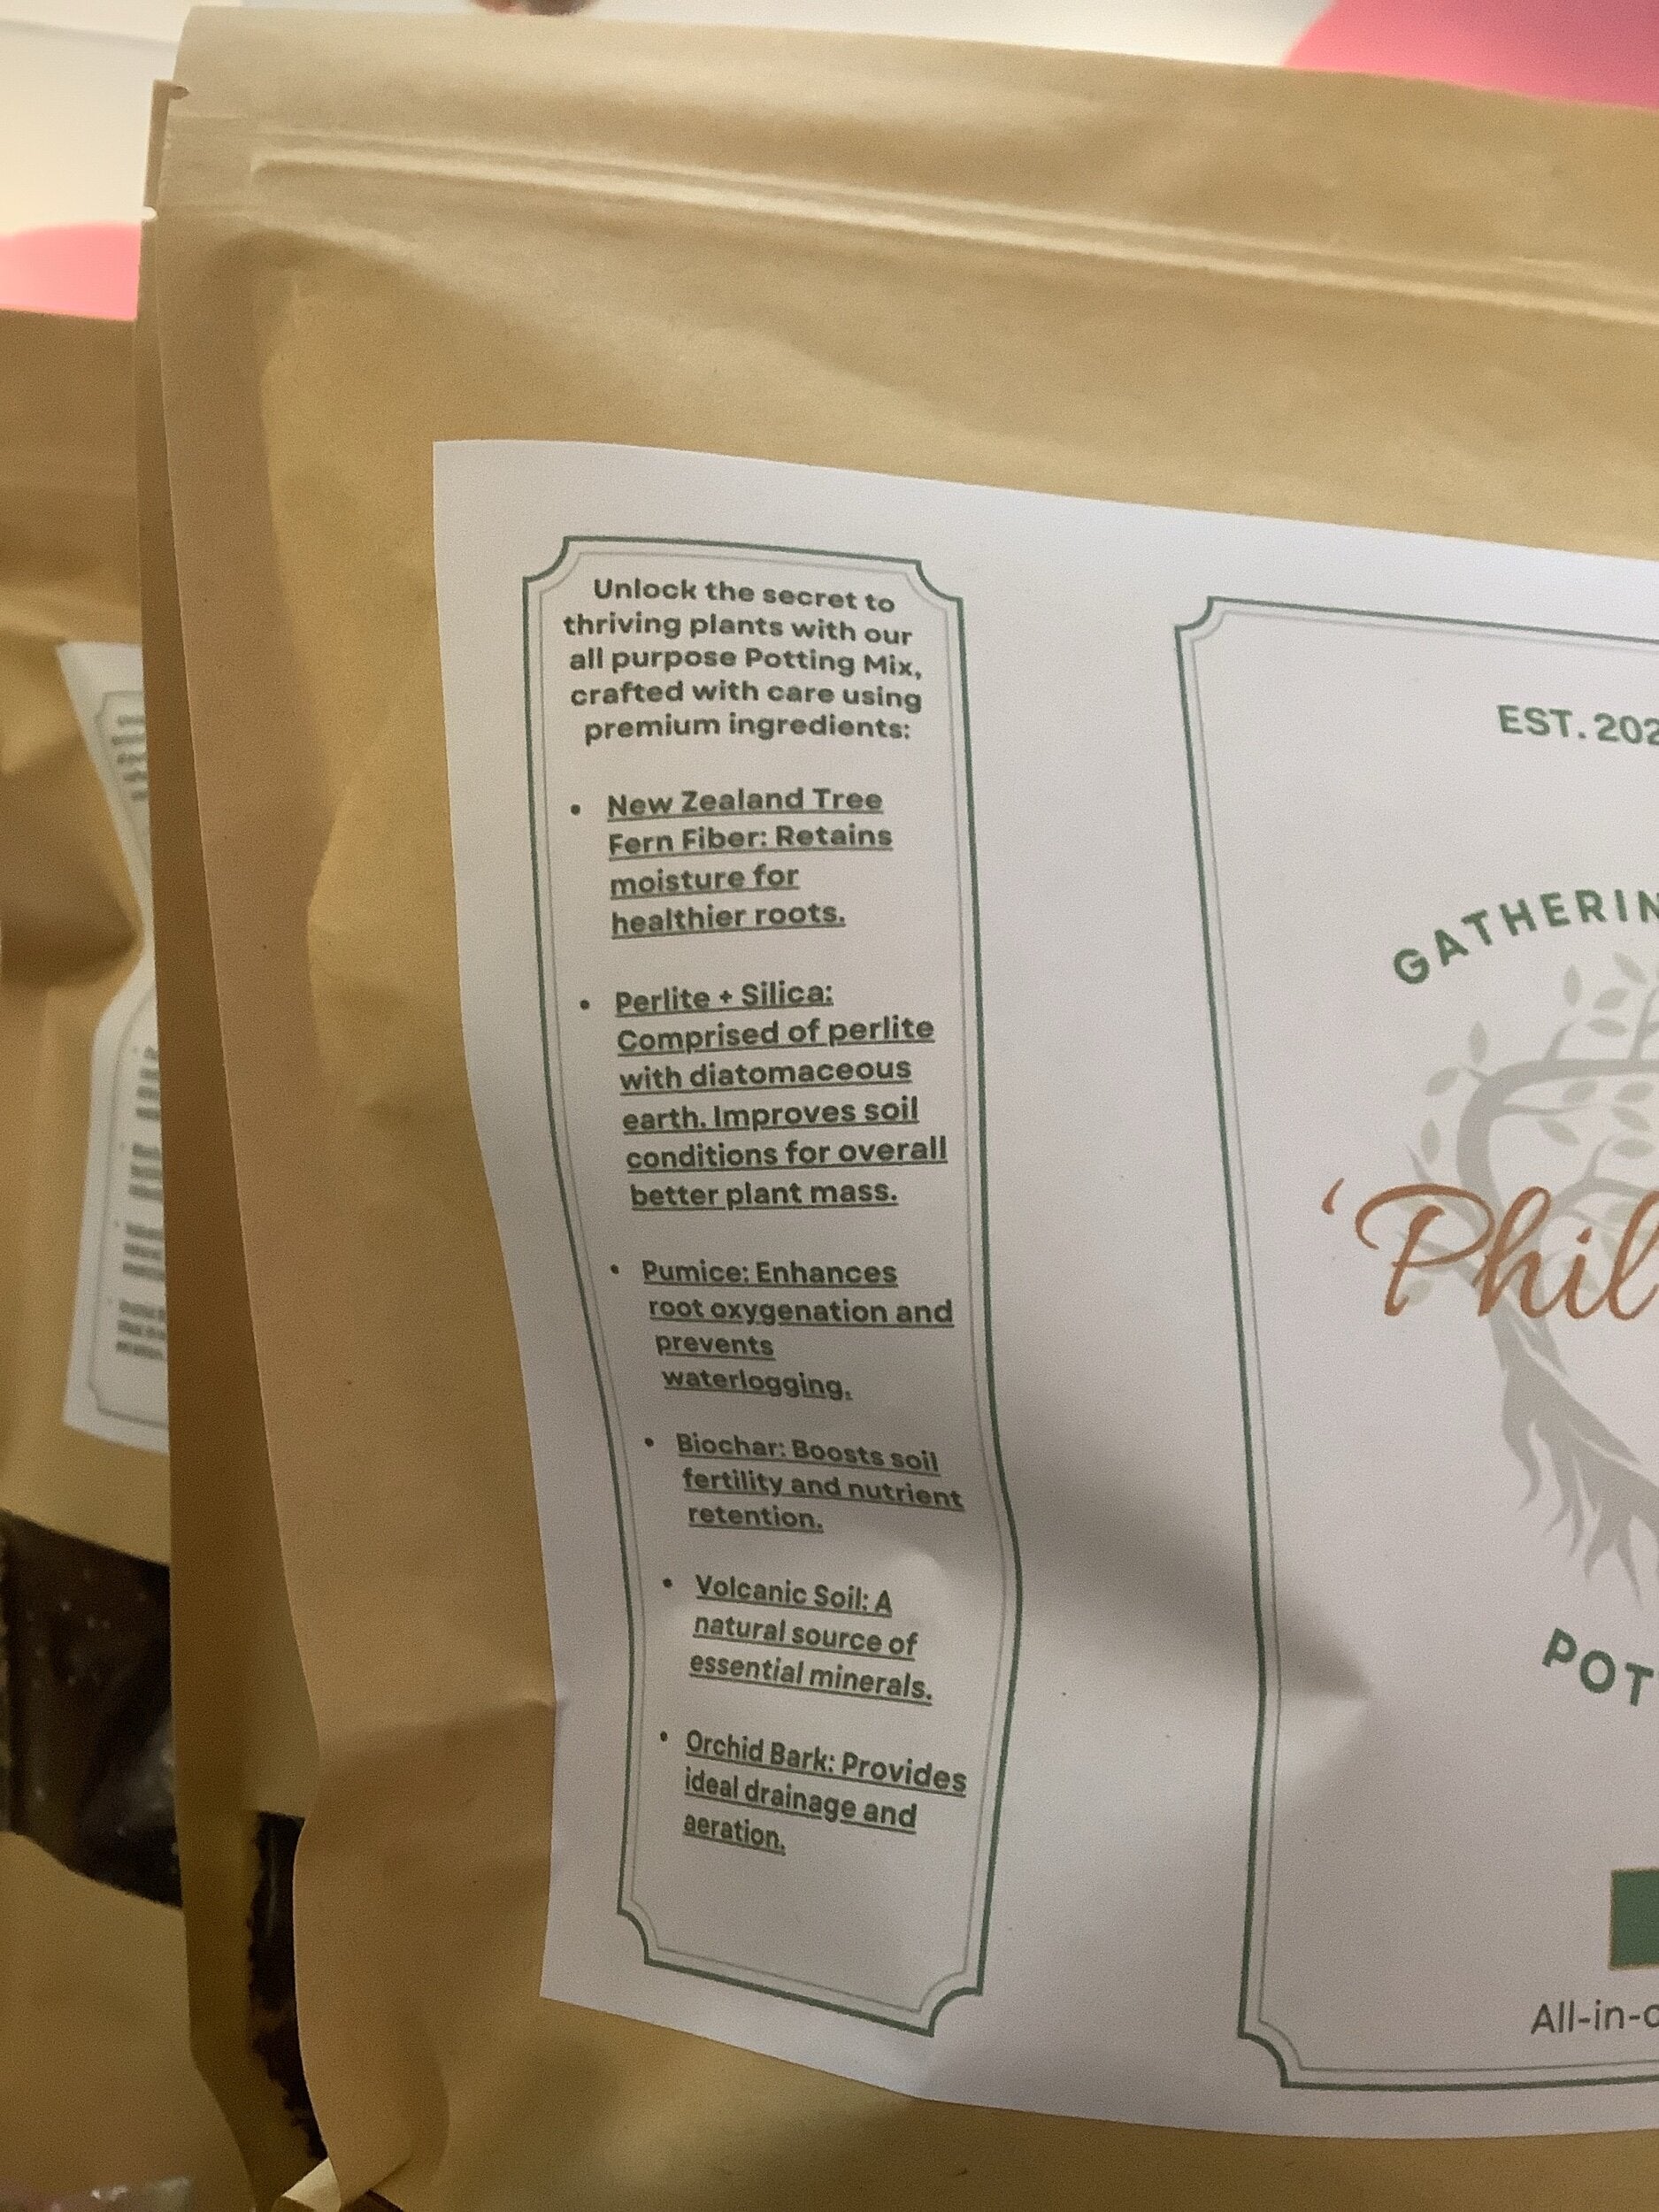 Unlock the secret to
thriving plants with our
all purpose Potting Mix,
crafted with care using
premium ingredients:
• New Zealand Tree
Fern Fiber: Retains
moisture for
healthier roots.
• Perlite + Silica:
Comprised of perlite
with diatomaceous
earth. Improves soil
conditions for overall
better plant mass.
• Pumice: Enhances
root oxygenation and
prevents
waterlogging.
• Biochar: Boosts soil
fertility and nutrient
retention.
• Volcanic Soil: A
natural source of
essential minerals.
• Orchid Bark: Provides
ideal drainage and
aeration.
EST. 202
GATHERIN
‘Phil
POT
All-in-o